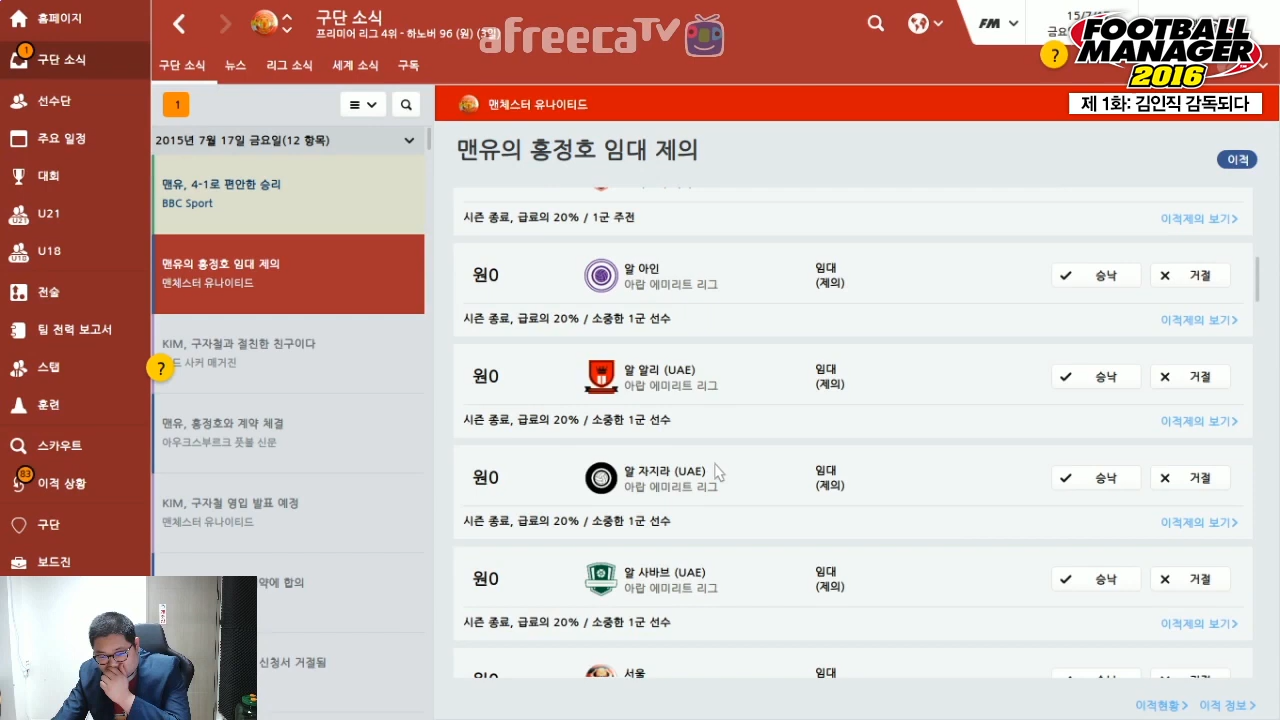 홈페이지
구단 소식
1
선수단
주요 일정
대회
U21
U18
전술
팀 전력 보고서
스탭
훈련
스카우트
이적 상황
83
구단
보드진
구단 소식
프리미어 리그 4위 - 하노버 96 (원) (3일)
afreecaTV
FM
FOOTBALL
MANAGER
2016
제 1화: 김인직 감독되다
구단 소식
뉴스
리그 소식
세계 소식
구독
1
2015년 7월 17일 금요일(12 항목)
맨유, 4-1로 편안한 승리
BBC Sport
맨유의 홍정호 임대 제의
맨체스터 유나이티드
KIM, 구자철과 절친한 친구이다
사커 매거진
맨유, 홍정호와 계약 체결
아우크스부르크 풋볼 신문
KIM, 구자철 영입 발표 예정
맨체스터 유나이티드
약에 합의
신청서 거절됨
맨체스터 유나이티드
맨유의 홍정호 임대 제의
이적
시즌 종료, 급료의 20% / 1군 주전
이적제의 보기>
원0
알 아인
아랍 에미리트 리그
임대
(제의)
승낙
거절
시즌 종료, 급료의 20% / 소중한 1군 선수
이적제의 보기>
원0
알 알리 (UAE)
아랍 에미리트 리그
임대
(제의)
승낙
거절
시즌 종료, 급료의 20% / 소중한 1군 선수
이적제의 보기>
원0
알 자지라 (UAE)
아랍 에미리트 리그
임대
(제의)
승낙
거절
시즌 종료, 급료의 20% / 소중한 1군 선수
이적제의 보기>
원0
알 사바브 (UAE)
아랍 에미리트 리그
임대
(제의)
승낙
거절
시즌 종료, 급료의 20% / 소중한 1군 선수
이적제의 보기>
서울
임대
이적현황>
이적 정보>